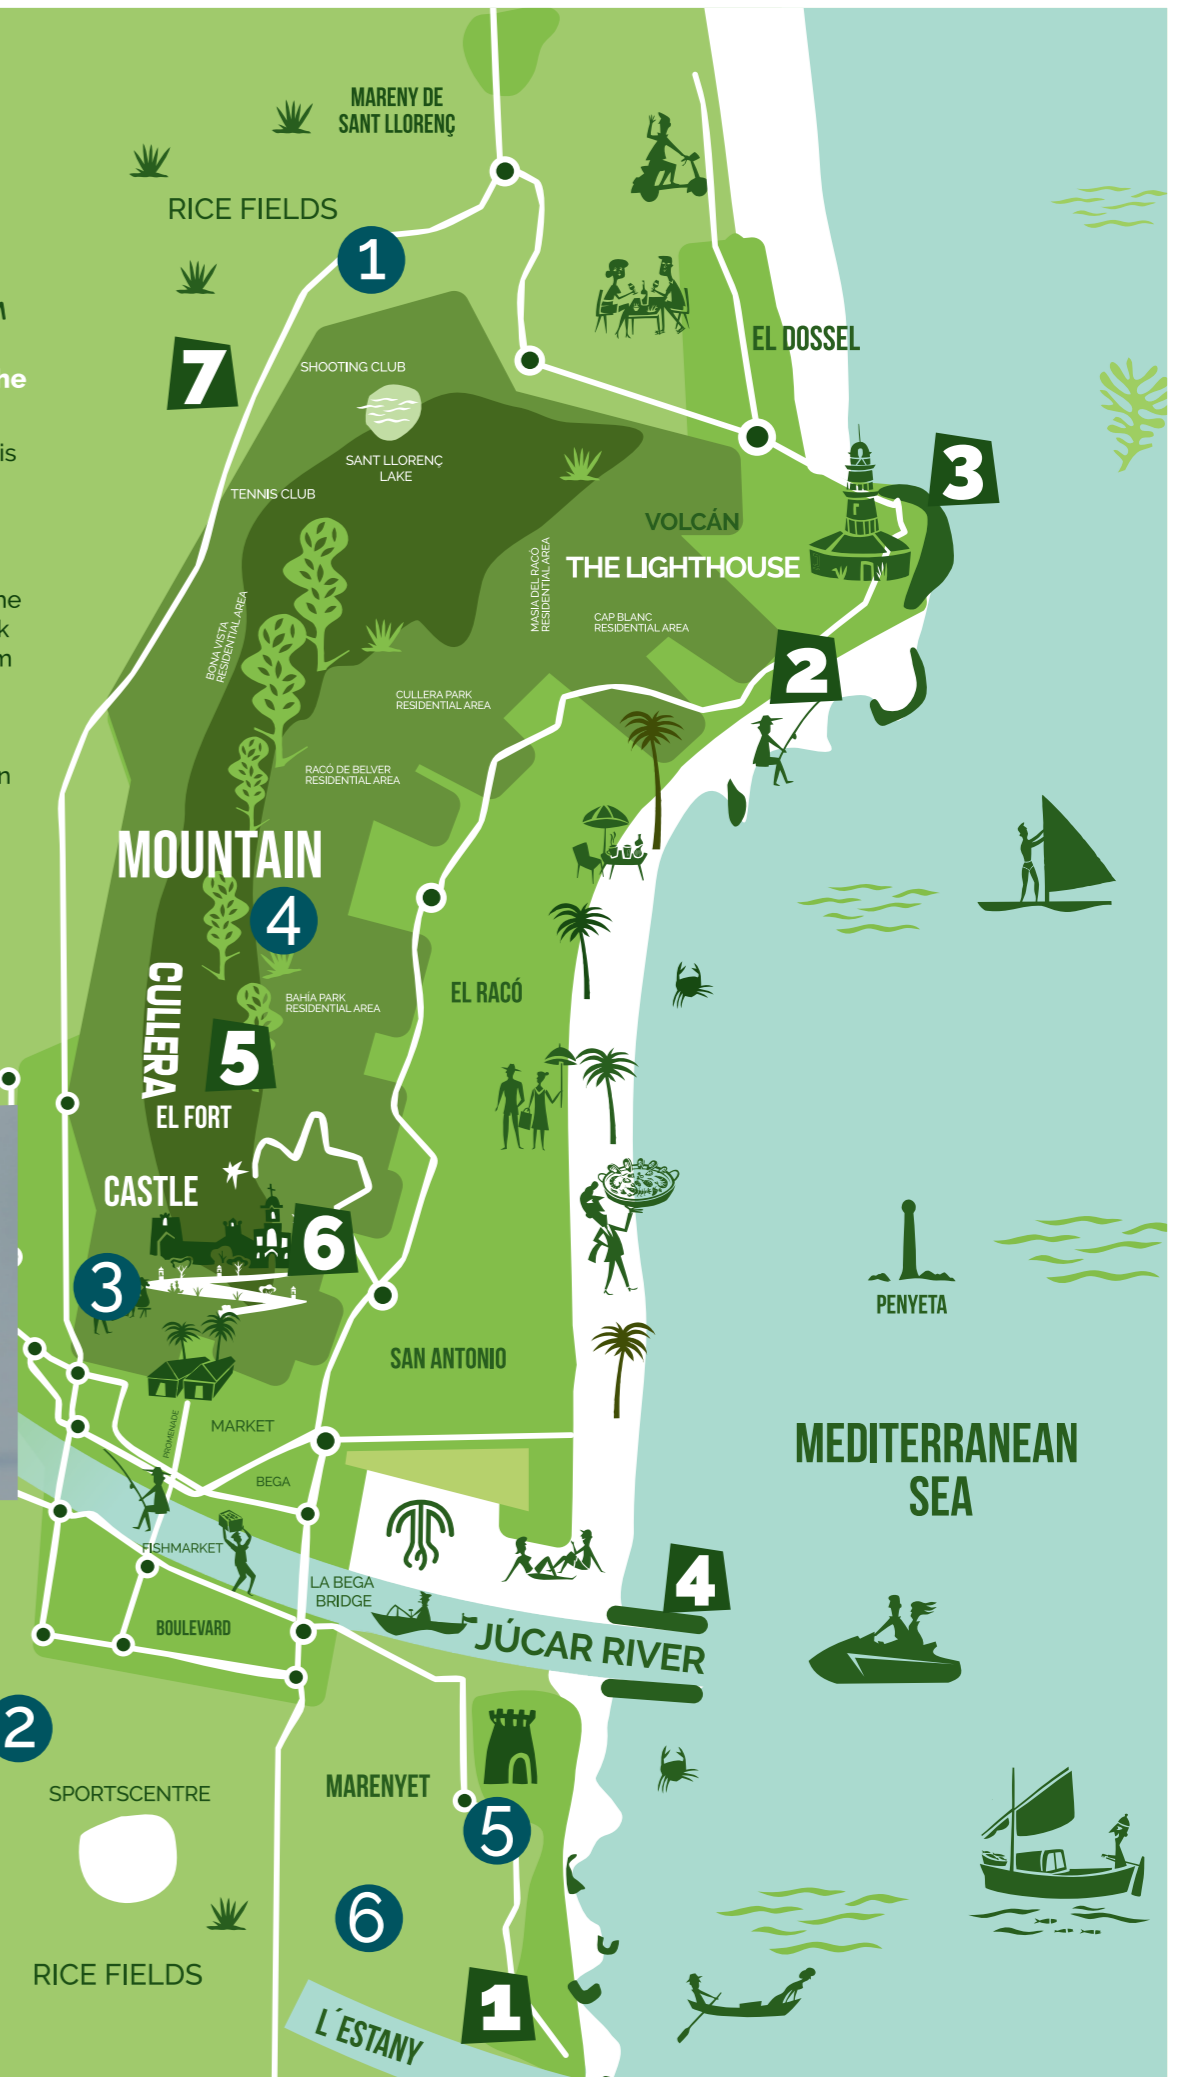 MARENY DE
SANT LLORENÇ
RICE FIELDS
1
he
is
7
SHOOTING CLUB
EL DOSSEL
SANT LLORENÇ
LAKE
TENNIS CLUB
3
VOLCÁN
THE LIGHTHOUSE
MASIA DEL RACÓ
RESIDENTIAL AREA
BONA VISTA
RESIDENTIAL AREA
CAP BLANC
RESIDENTIAL AREA
ne
k
m
2
CULLERA PARK
RESIDENTIAL AREA
RACÓ DE BELVER
RESIDENTIAL AREA
n
MOUNTAIN
4
CULLERA
EL RACÓ
BAHÍA PARK
RESIDENTIAL AREA
5
EL FORT
CASTLE
6
3
PENYETA
SAN ANTONIO
MARKET
PROMENADE
BEGA
MEDITERRANEAN
SEA
FISHMARKET
LA BEGA
BRIDGE
4
BOULEVARD
JÚCAR RIVER
2
SPORTSCENTRE
MARENYET
5
6
RICE FIELDS
1
L´ESTANY